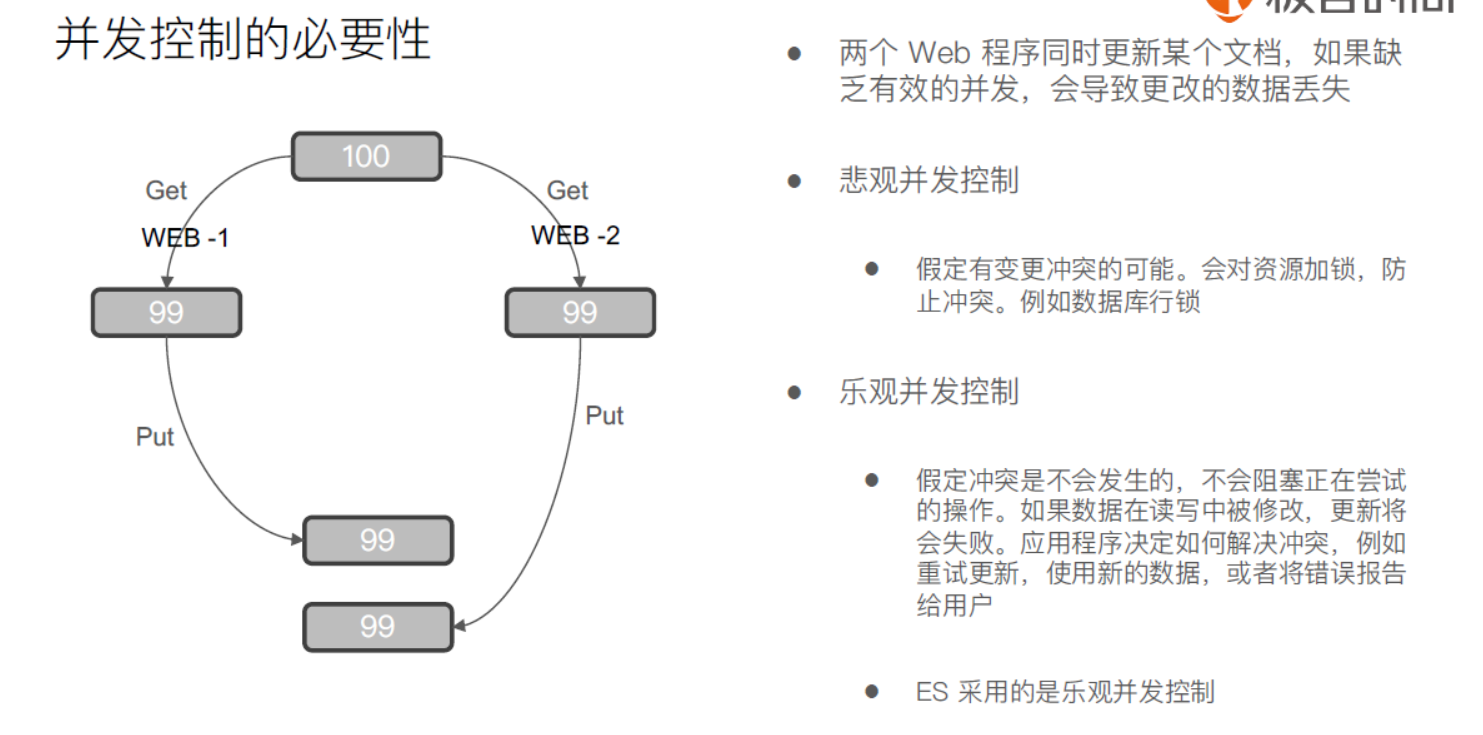 并发控制的必要性
100
Get
Get
WEB -1
WEB -2
99
99
Put
Put
99
99
● 两个 Web 程序同时更新某个文档，如果缺
乏有效的并发，会导致更改的数据丢失
● 悲观并发控制
● 假定有变更冲突的可能。会对资源加锁，防
止冲突。例如数据库行锁
● 乐观并发控制
● 假定冲突是不会发生的，不会阻塞正在尝试
的操作。如果数据在读写中被修改，更新将
会失败。应用程序决定如何解决冲突，例如
重试更新，使用新的数据，或者将错误报告
给用户
● ES 采用的是乐观并发控制